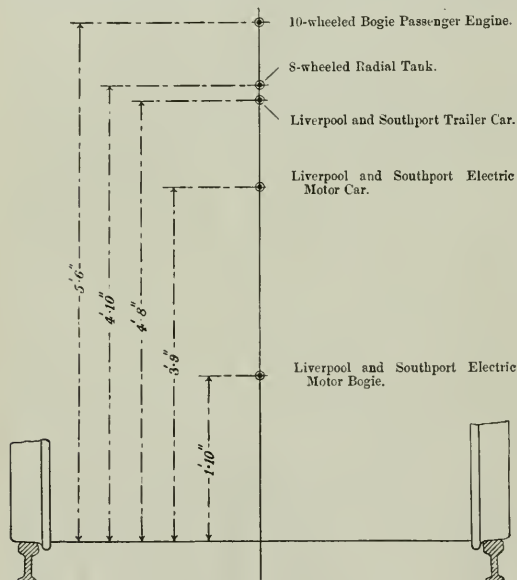 10-wheeled Bogie Passenger Engine.
8-wheeled Radial Tank.
Liverpool and Southport Trailer Car.
Liverpool and Southport Electric
Motor Car.
Liverpool and Southport Electric
Motor Bogie.
5'6"
4'10"
4'8"
3'9"
1'10"